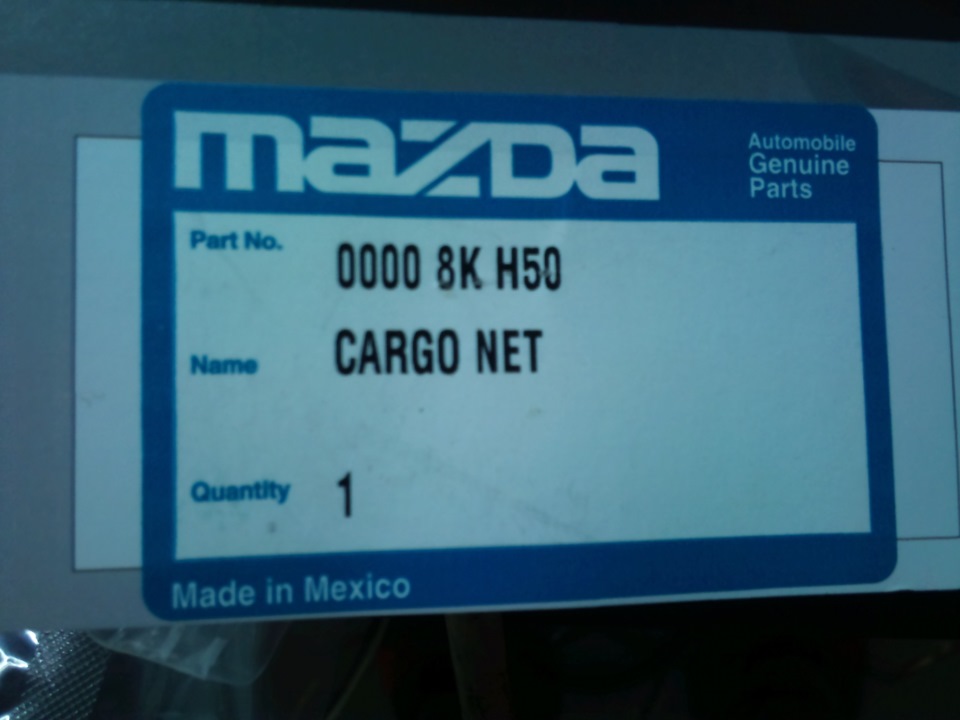 mazda
Automobile
Genuine
Parts
Part No. 0000 8K H50
Name CARGO NET
Quantity 1
Made in Mexico